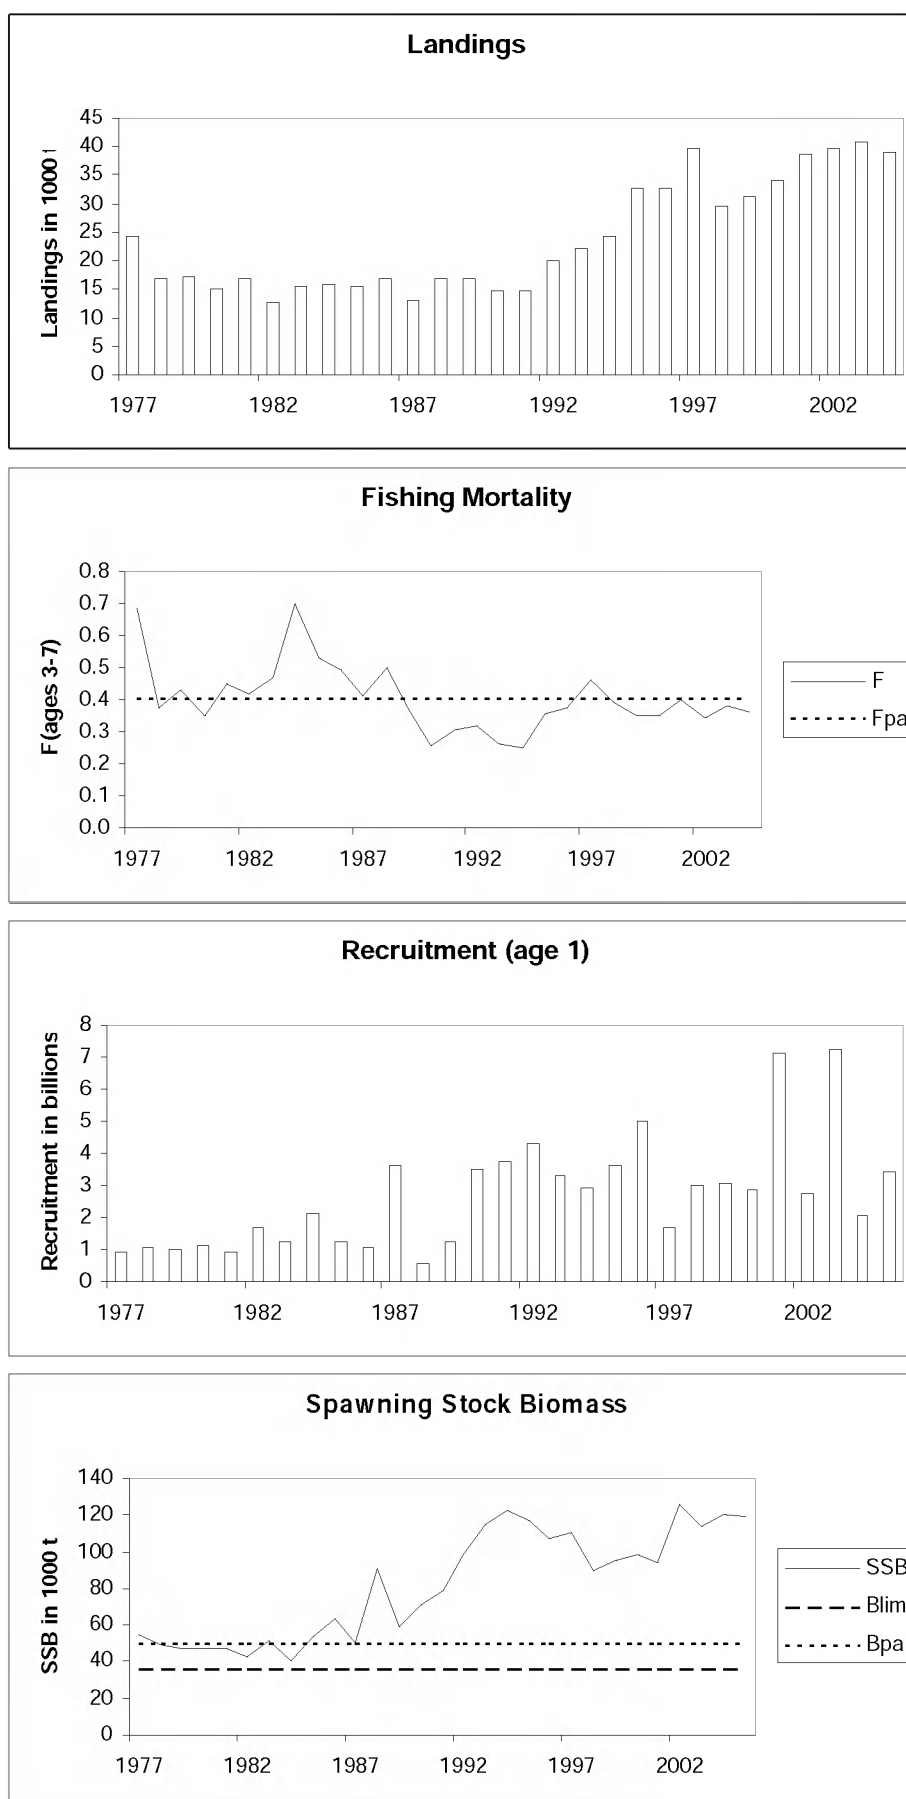 Landings
Landings in 1000 t
45
40
35
30
25
20
15
10
5
0
1977 1982 1987 1992 1997 2002
Fishing Mortality
F(ages 3-7)
0.8
0.7
0.6
0.5
0.4
0.3
0.2
0.1
0.0
1977 1982 1987 1992 1997 2002
F
Fpa
Recruitment (age 1)
Recruitment in billions
8
7
6
5
4
3
2
1
0
1977 1982 1987 1992 1997 2002
Spawning Stock Biomass
SSB in 1000 t
140
120
100
80
60
40
20
0
1977 1982 1987 1992 1997 2002
SSB
Blim
Bpa